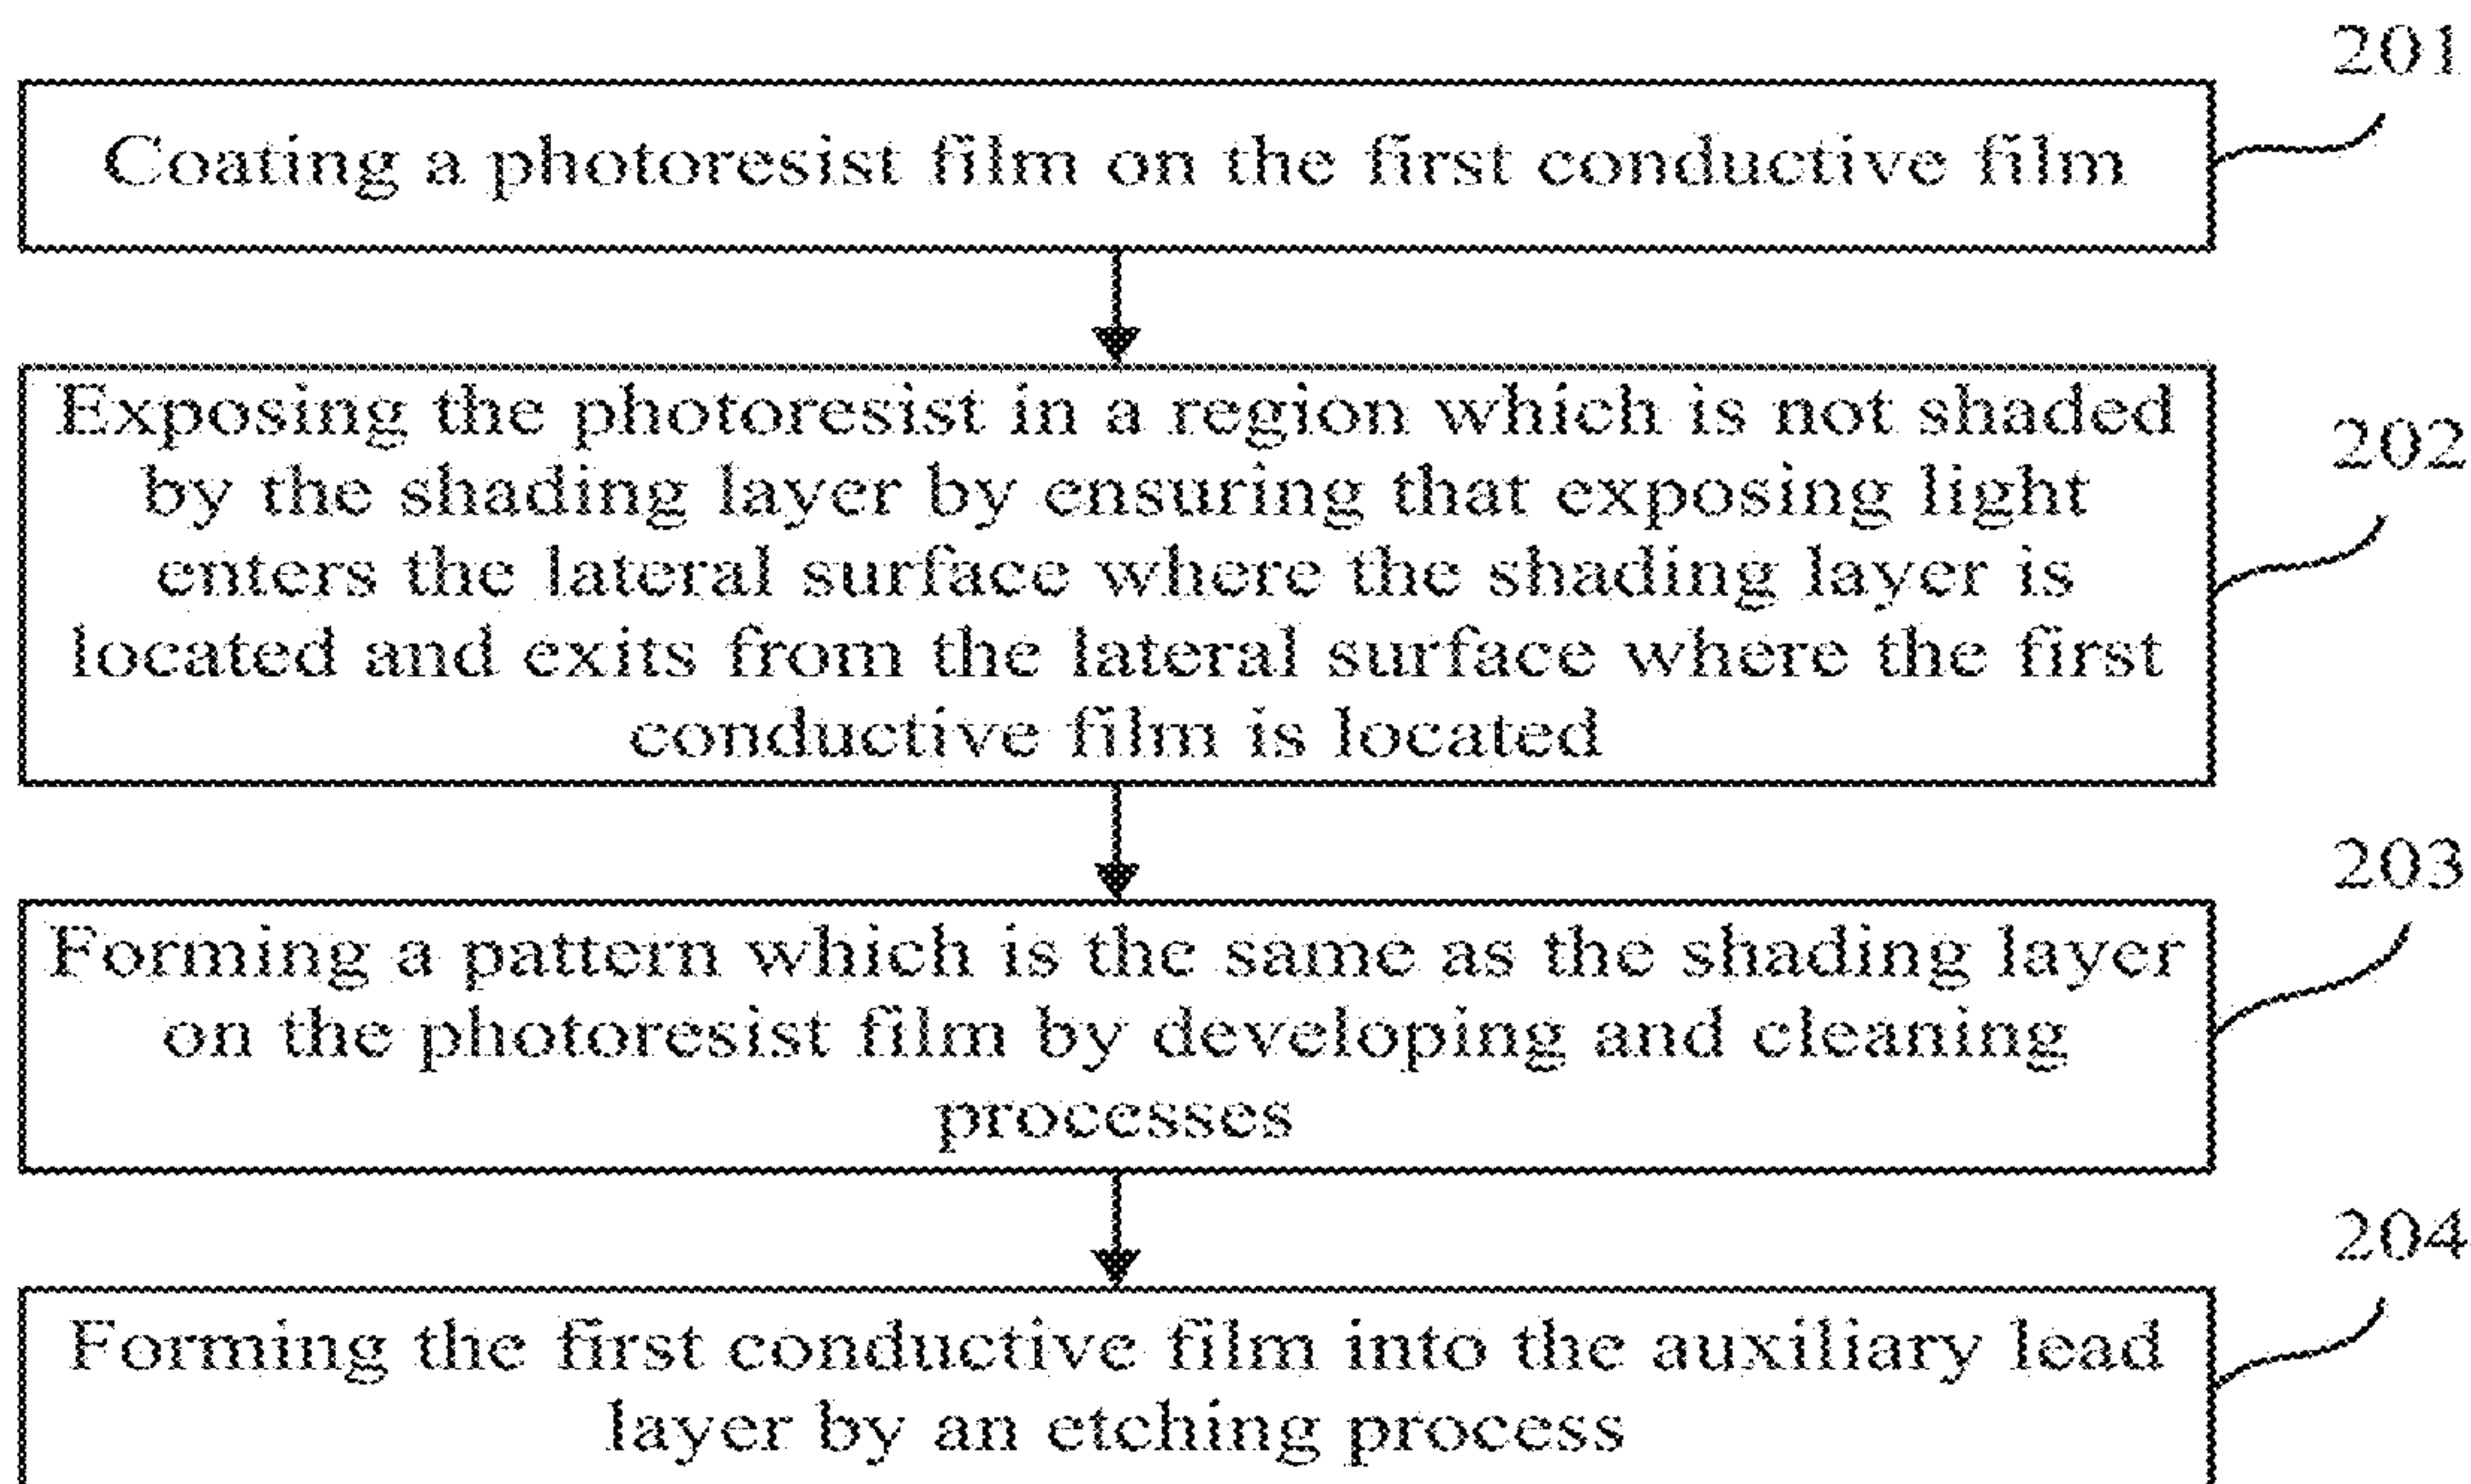 201
Coating a photoresist film on the first conductive film
Exposing the photoresist in a region which is not shaded
by the shading layer by ensuring that exposing light
enters the lateral surface where the shading layer is
located and exits from the lateral surface where the first
conductive film is located
202
Forming a pattern which is the same as the shading layer
on the photoresist film by developing and cleaning
processes
203
Forming the first conductive film into the auxiliary lead
layer by an etching process
204